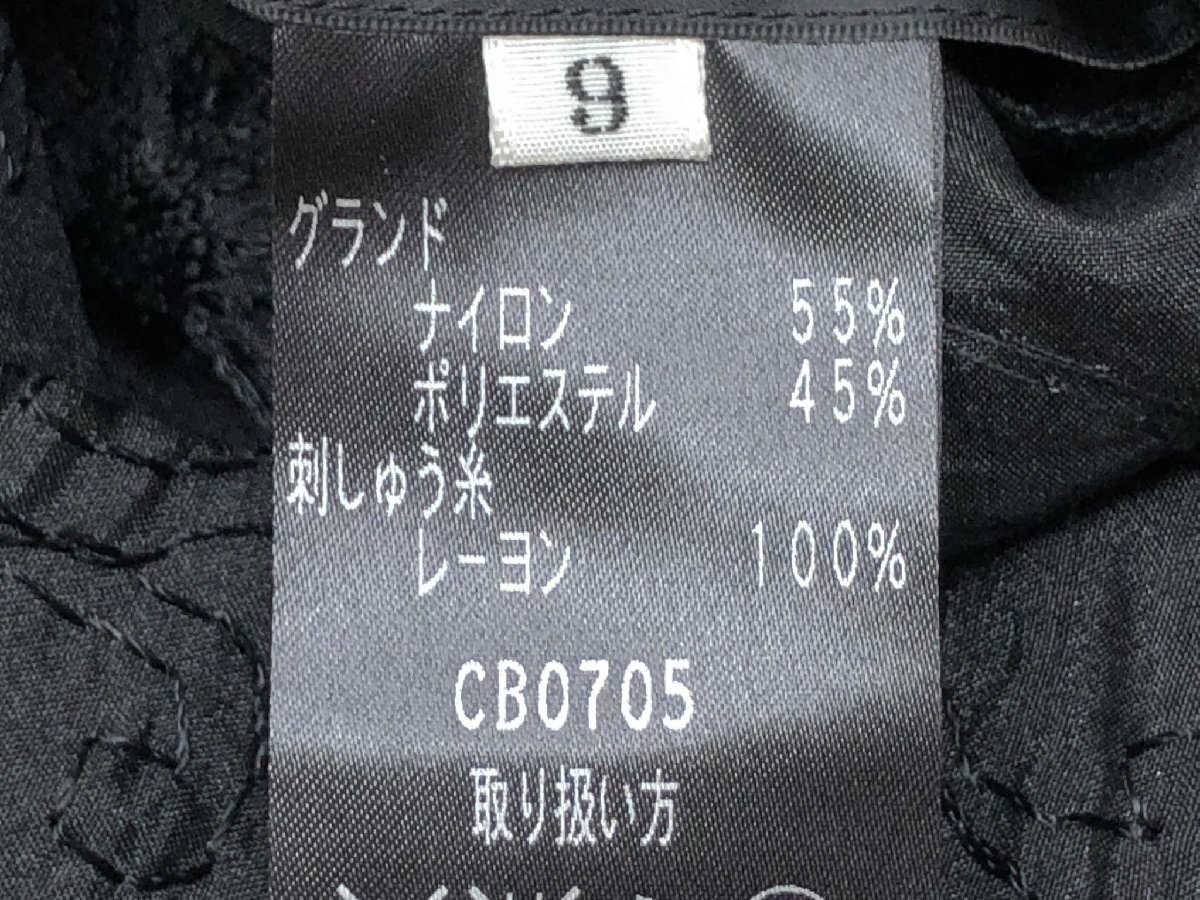 9
グランド
ナイロン 55%
ポリエステル 45%
刺しゅう糸
レーヨン 100%
CB0705
取り扱い方